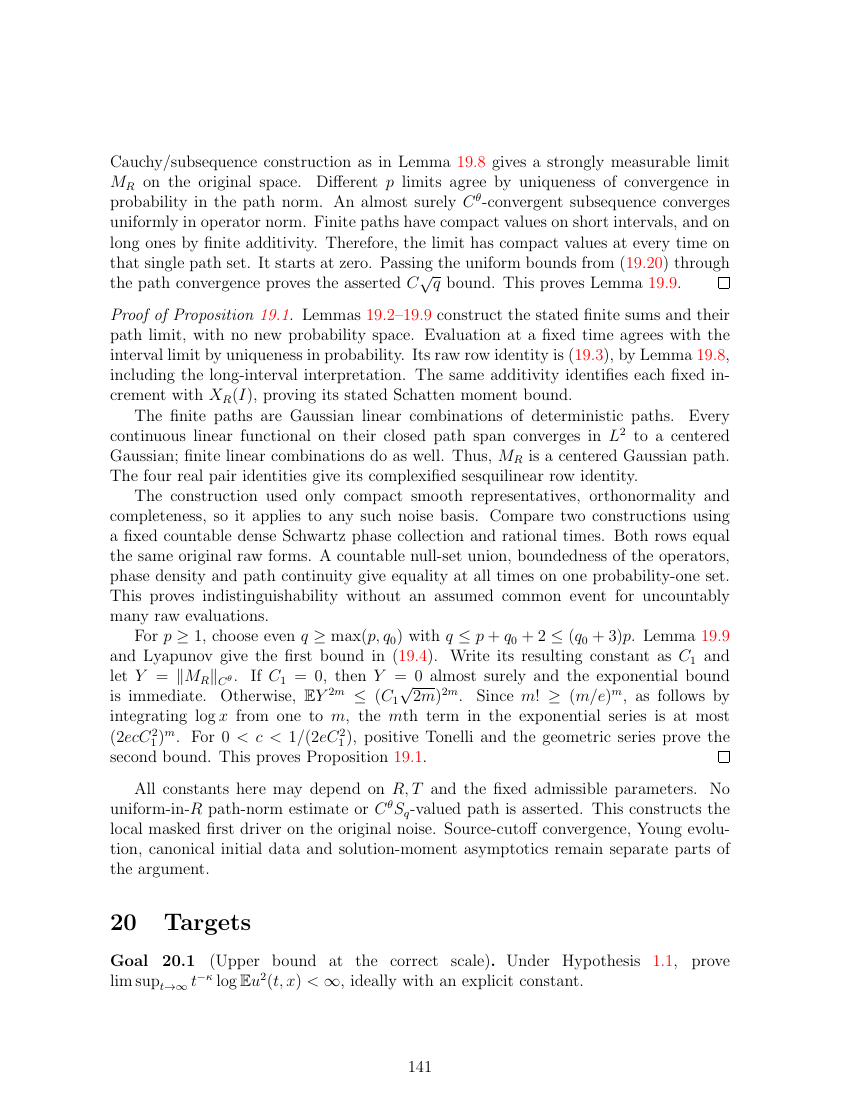 Cauchy/subsequence construction as in Lemma 19.8 gives a strongly measurable limit
M_R on the original space. Different p limits agree by uniqueness of convergence in
probability in the path norm. An almost surely C^θ-convergent subsequence converges
uniformly in operator norm. Finite paths have compact values on short intervals, and on
long ones by finite additivity. Therefore, the limit has compact values at every time on
that single path set. It starts at zero. Passing the uniform bounds from (19.20) through
the path convergence proves the asserted C√q bound. This proves Lemma 19.9. □
Proof of Proposition 19.1. Lemmas 19.2–19.9 construct the stated finite sums and their
path limit, with no new probability space. Evaluation at a fixed time agrees with the
interval limit by uniqueness in probability. Its raw row identity is (19.3), by Lemma 19.8,
including the long-interval interpretation. The same additivity identifies each fixed in-
crement with X_R(I), proving its stated Schatten moment bound.
The finite paths are Gaussian linear combinations of deterministic paths. Every
continuous linear functional on their closed path span converges in L² to a centered
Gaussian; finite linear combinations do as well. Thus, M_R is a centered Gaussian path.
The four real pair identities give its complexified sesquilinear row identity.
The construction used only compact smooth representatives, orthonormality and
completeness, so it applies to any such noise basis. Compare two constructions using
a fixed countable dense Schwartz phase collection and rational times. Both rows equal
the same original raw forms. A countable null-set union, boundedness of the operators,
phase density and path continuity give equality at all times on one probability-one set.
This proves indistinguishability without an assumed common event for uncountably
many raw evaluations.
For p ≥ 1, choose even q ≥ max(p, q₀) with q ≤ p + q₀ + 2 ≤ (q₀ + 3)p. Lemma 19.9
and Lyapunov give the first bound in (19.4). Write its resulting constant as C₁ and
let Y = ‖M_R‖_{C^θ}. If C₁ = 0, then Y = 0 almost surely and the exponential bound
is immediate. Otherwise, 𝔼Y^{2m} ≤ (C₁√2m)^{2m}. Since m! ≥ (m/e)^m, as follows by
integrating log x from one to m, the mth term in the exponential series is at most
(2ecC₁²)^m. For 0 < c < 1/(2eC₁²), positive Tonelli and the geometric series prove the
second bound. This proves Proposition 19.1. □
All constants here may depend on R, T and the fixed admissible parameters. No
uniform-in-R path-norm estimate or C^θS_q-valued path is asserted. This constructs the
local masked first driver on the original noise. Source-cutoff convergence, Young evolu-
tion, canonical initial data and solution-moment asymptotics remain separate parts of
the argument.
20 Targets
Goal 20.1 (Upper bound at the correct scale). Under Hypothesis 1.1, prove
lim sup_{t→∞} t^{−κ} log 𝔼u²(t, x) < ∞, ideally with an explicit constant.
141